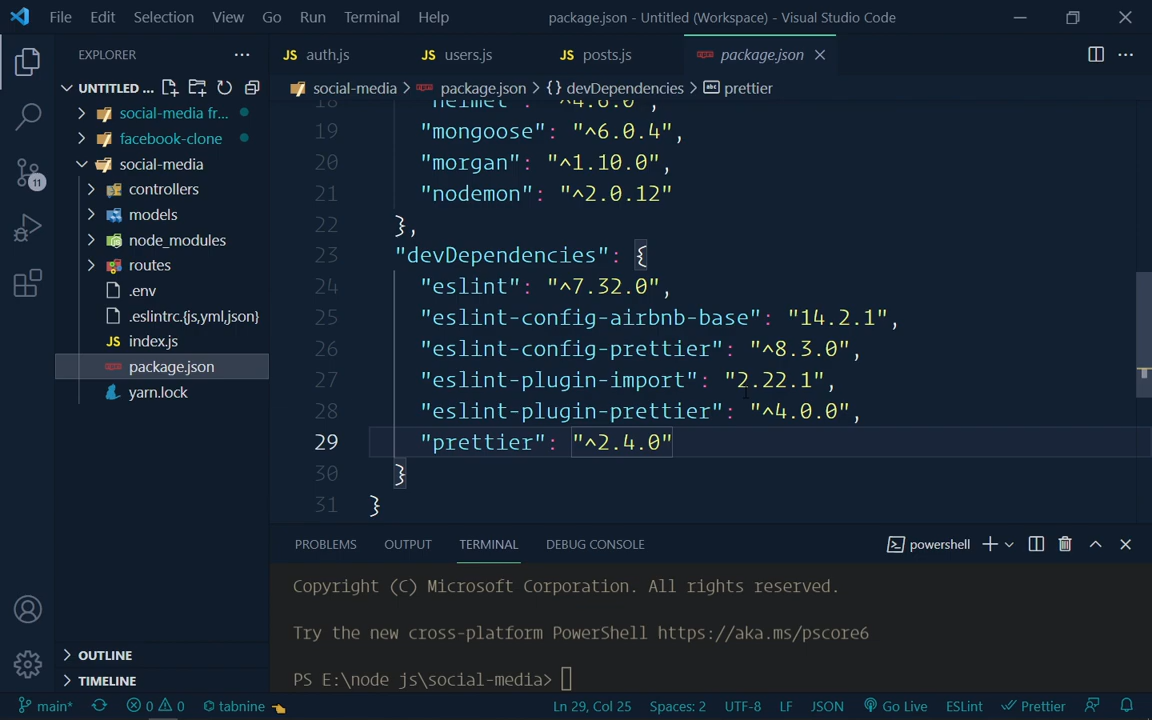 File Edit Selection View Go Run Terminal Help package.json - Untitled (Workspace) - Visual Studio Code
EXPLORER
JS auth.js JS users.js JS posts.js package.json
UNTITLED ...
social-media > package.json > {} devDependencies > abc prettier
social-media fr...
facebook-clone
social-media
controllers
models
node_modules
routes
.env
.eslintrc.{js,yml,json}
JS index.js
package.json
yarn.lock
11
18 "helmet": "^4.6.0",
19 "mongoose": "^6.0.4",
20 "morgan": "^1.10.0",
21 "nodemon": "^2.0.12"
22 },
23 "devDependencies": {
24 "eslint": "^7.32.0",
25 "eslint-config-airbnb-base": "14.2.1",
26 "eslint-config-prettier": "^8.3.0",
27 "eslint-plugin-import": "2.22.1",
28 "eslint-plugin-prettier": "^4.0.0",
29 "prettier": "^2.4.0"
30 }
31 }
PROBLEMS OUTPUT TERMINAL DEBUG CONSOLE powershell
Copyright (C) Microsoft Corporation. All rights reserved.
Try the new cross-platform PowerShell https://aka.ms/pscore6
PS E:\node js\social-media>
OUTLINE
TIMELINE
main* 0 0 tabnine Ln 29, Col 25 Spaces: 2 UTF-8 LF JSON Go Live ESLint Prettier